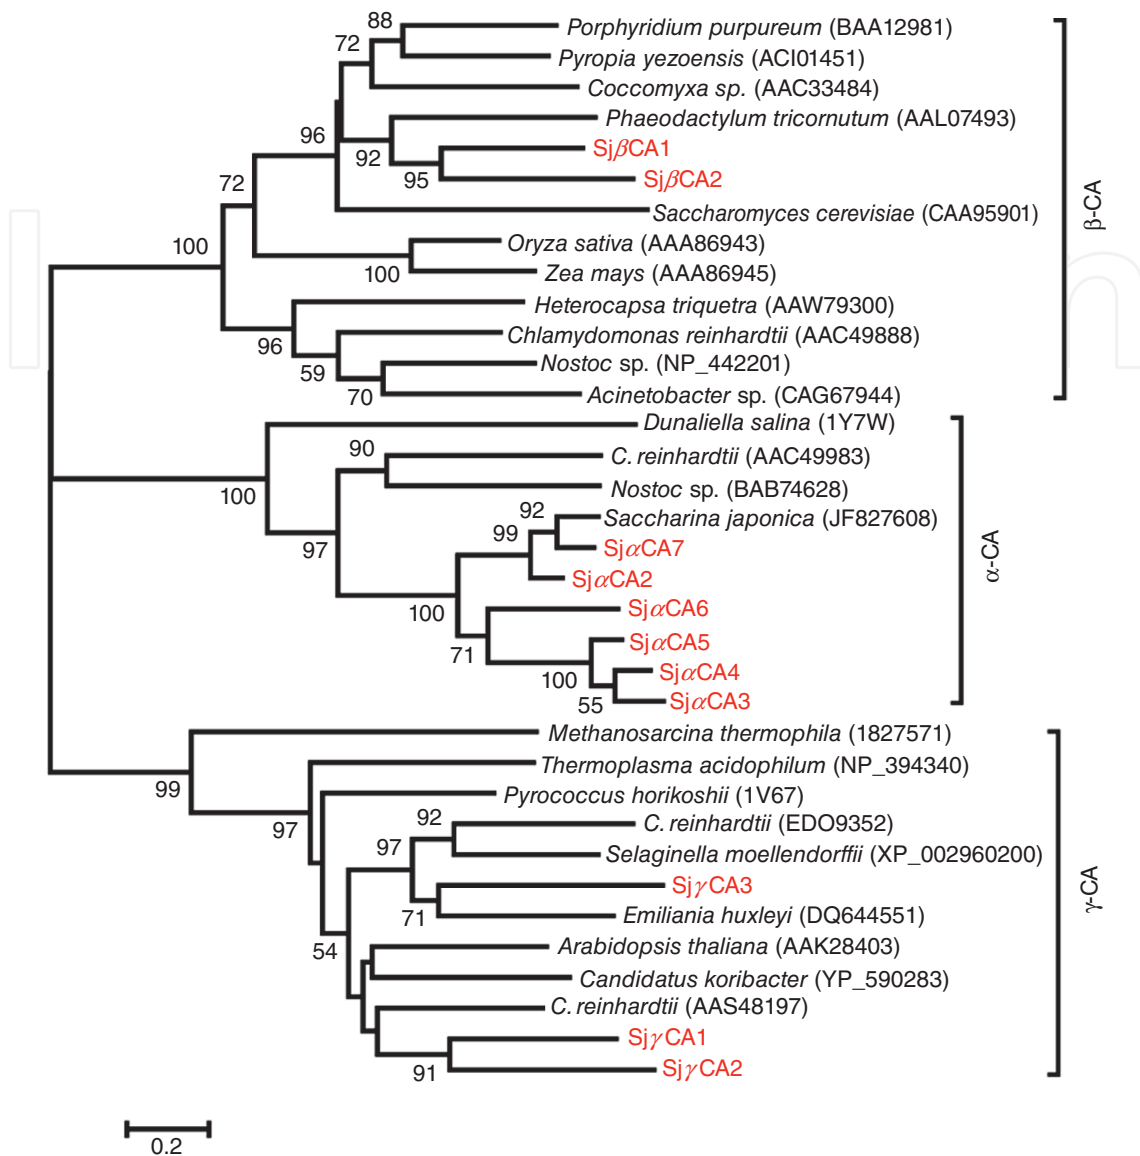 88
Porphyridium purpureum (BAA12981)
72
Pyropia yezoensis (ACI01451)
Coccomyxa sp. (AAC33484)
Phaeodactylum tricornutum (AAL07493)
96
92
SjβCA1
95
SjβCA2
72
Saccharomyces cerevisiae (CAA95901)
β-CA
100
Oryza sativa (AAA86943)
100
Zea mays (AAA86945)
Heterocapsa triquetra (AAW79300)
96
Chlamydomonas reinhardtii (AAC49888)
59
Nostoc sp. (NP_442201)
70
Acinetobacter sp. (CAG67944)
Dunaliella salina (1Y7W)
90
C. reinhardtii (AAC49983)
100
Nostoc sp. (BAB74628)
92
Saccharina japonica (JF827608)
99
97
SjαCA7
α-CA
SjαCA2
100
SjαCA6
71
SjαCA5
100
SjαCA4
55
SjαCA3
Methanosarcina thermophila (1827571)
99
Thermoplasma acidophilum (NP_394340)
Pyrococcus horikoshii (1V67)
97
92
C. reinhardtii (EDO9352)
97
Selaginella moellendorffii (XP_002960200)
SjγCA3
γ-CA
71
Emiliania huxleyi (DQ644551)
54
Arabidopsis thaliana (AAK28403)
Candidatus koribacter (YP_590283)
C. reinhardtii (AAS48197)
SjγCA1
91
SjγCA2
0.2